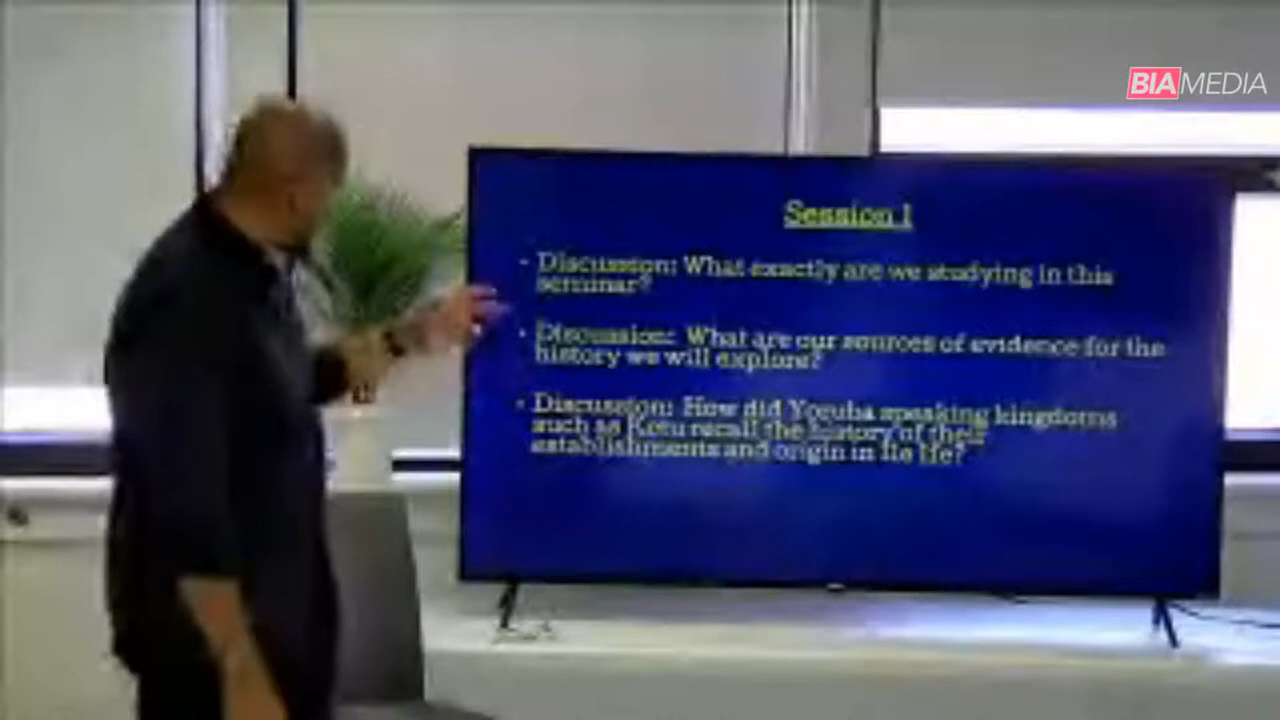 BIAMEDIA
Session 1
- Discussion: What exactly are we studying in this
seminar?
- Discussion: What are our sources of evidence for the
history we will explore?
- Discussion: How did Yoruba speaking kingdoms
such as Ketu recall the history of their
establishments and origin in Ile Ife?